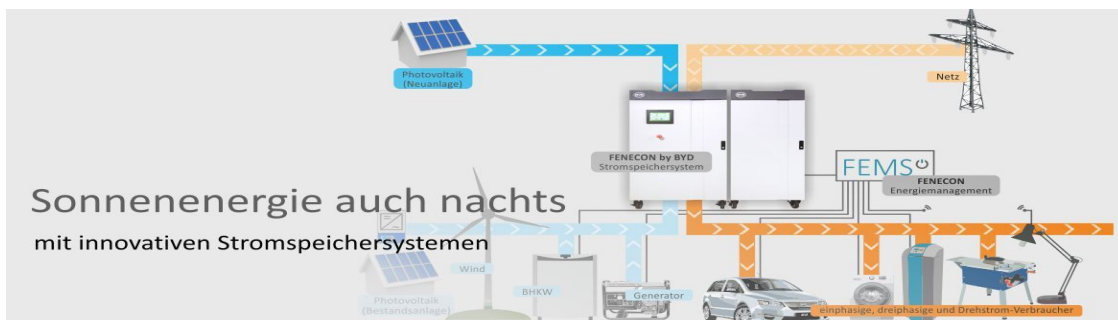 Photovoltaik
(Neuanlage)
Netz
FENECON by BYD
Stromspeichersystem
FEMS
FENECON
Energiemanagement
Sonnenenergie auch nachts
mit innovativen Stromspeichersystemen
Wind
BHKW
Generator
Photovoltaik
(Bestandsanlage)
einphasige, dreiphasige und Drehstrom-Verbraucher